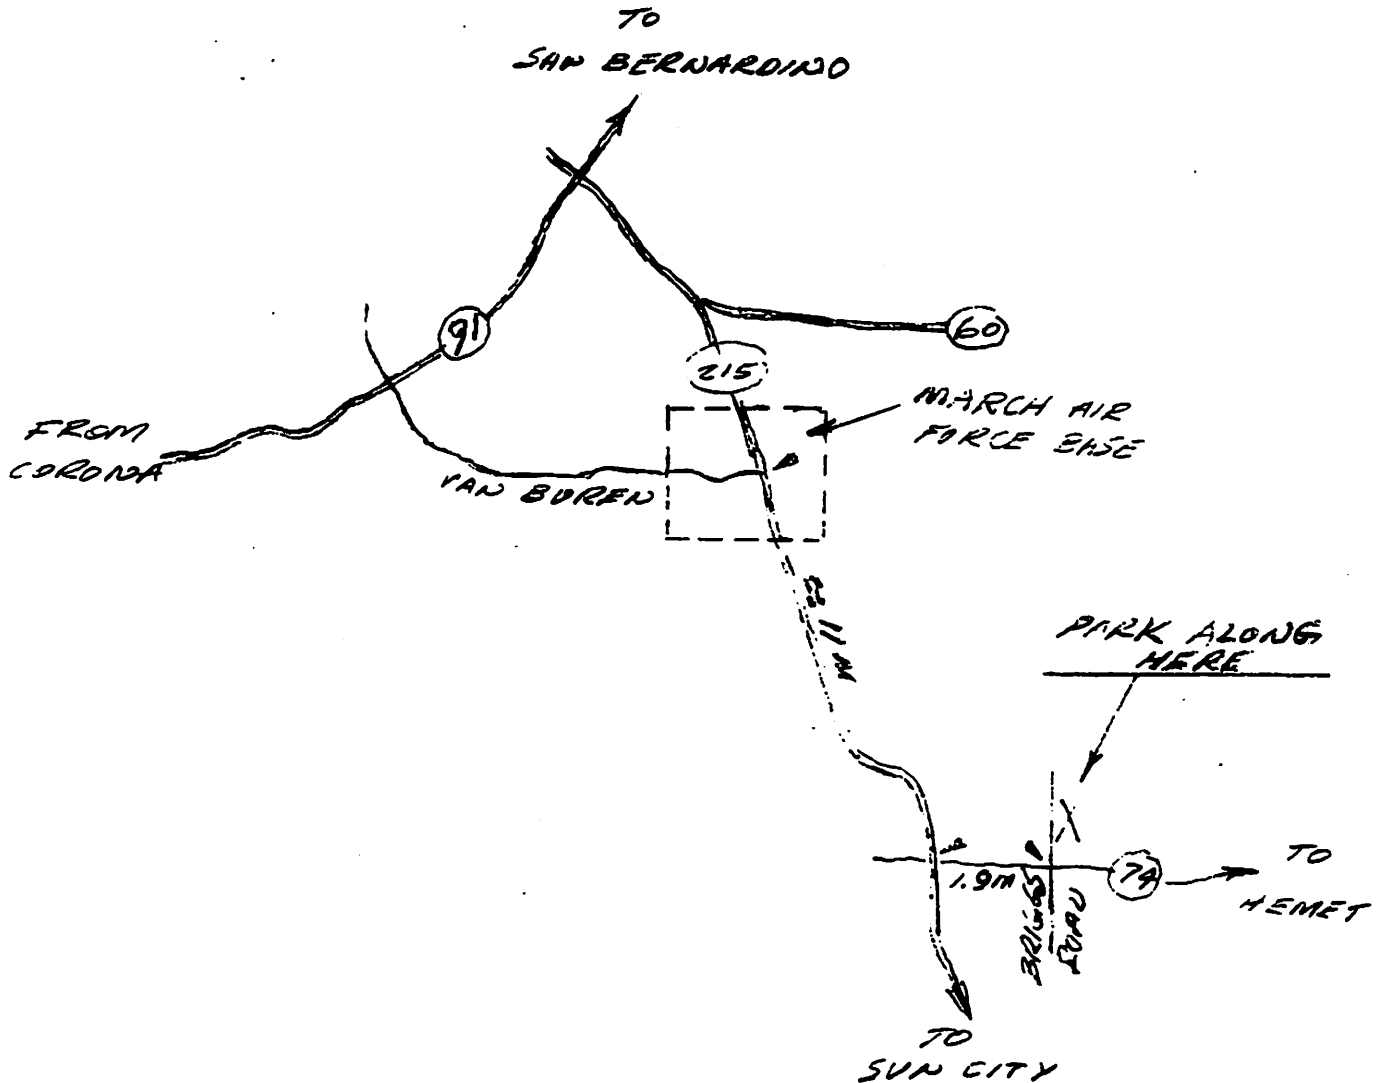 TO
SAN BERNARDINO
91
60
215
MARCH AIR
FORCE BASE
FROM
CORONA
VAN BUREN
≈ 11 M
PARK ALONG
HERE
1.9M
BRIGGS
ROAD
74
TO
HEMET
TO
SUN CITY